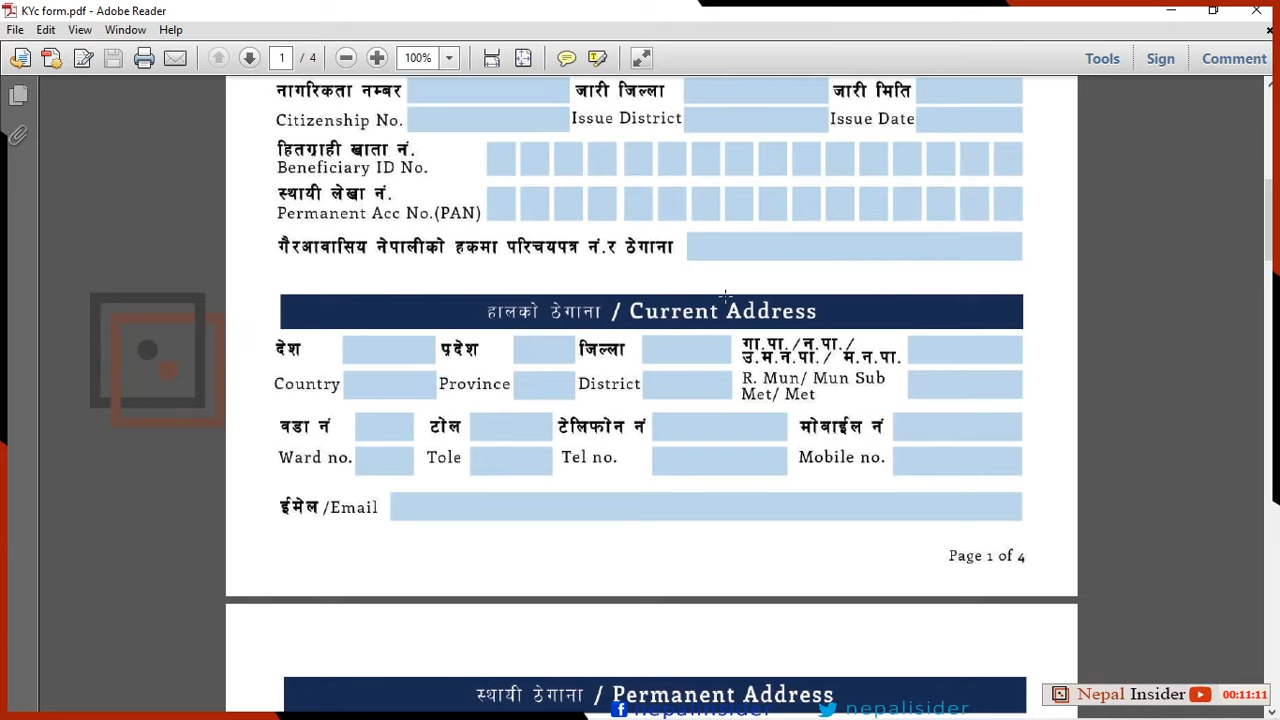 KYc form.pdf - Adobe Reader
File Edit View Window Help
1 / 4 100% Tools Sign Comment
नागरिकता नम्बर जारी जिल्ला जारी मिति
Citizenship No. Issue District Issue Date
हितग्राही खाता नं.
Beneficiary ID No.
स्थायी लेखा नं.
Permanent Acc No.(PAN)
गैरआवासिय नेपालीको हकमा परिचयपत्र नं.र ठेगाना
हालको ठेगाना / Current Address
देश प्रदेश जिल्ला गा.पा./न.पा./
उ.म.न.पा./ म.न.पा.
Country Province District R. Mun/ Mun Sub
Met/ Met
वडा नं टोल टेलिफोन नं मोबाईल नं
Ward no. Tole Tel no. Mobile no.
ईमेल /Email
Page 1 of 4
स्थायी ठेगाना / Permanent Address
Nepal Insider 00:11:11
nepalinsider nepalisider